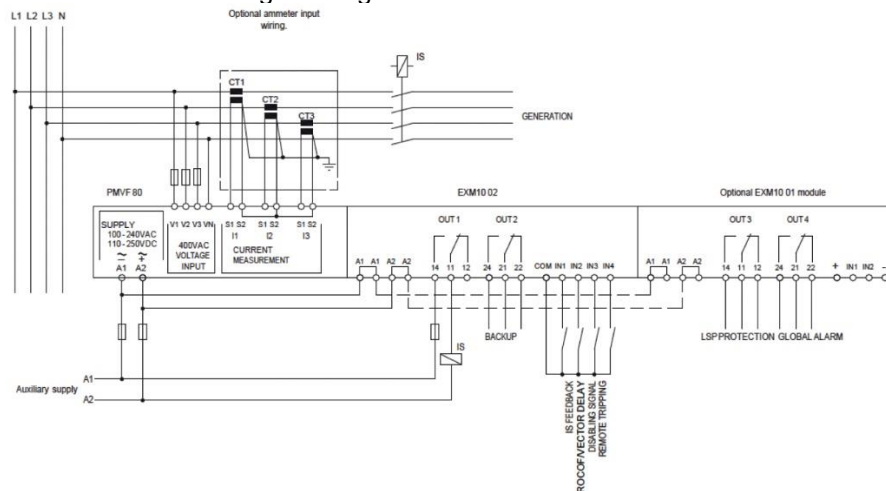 L1 L2 L3 N
Optional ammeter input
wiring.
IS
CT1
CT2
CT3
GENERATION
PMVF 80
EXM10 02
Optional EXM10 01 module
SUPPLY
100-240VAC
110-250VDC
A1 A2
V1 V2 V3 VN
400VAC
VOLTAGE
INPUT
S1 S2 S1 S2 S1 S2
I1 I2 I3
CURRENT
MEASUREMENT
A1 A1 A2 A2
OUT 1
14 11 12
OUT2
24 21 22
COM IN1 IN2 IN3 IN4
A1 A1 A2 A2
OUT 3
14 11 12
OUT 4
24 21 22
+ IN1 IN2 -
BACKUP
LSP PROTECTION GLOBAL ALARM
IS
IS FEEDBACK
ROCOF/VECTOR DELAY
DISABLING SIGNAL
REMOTE TRIPPING
Auxiliary supply
A1
A2